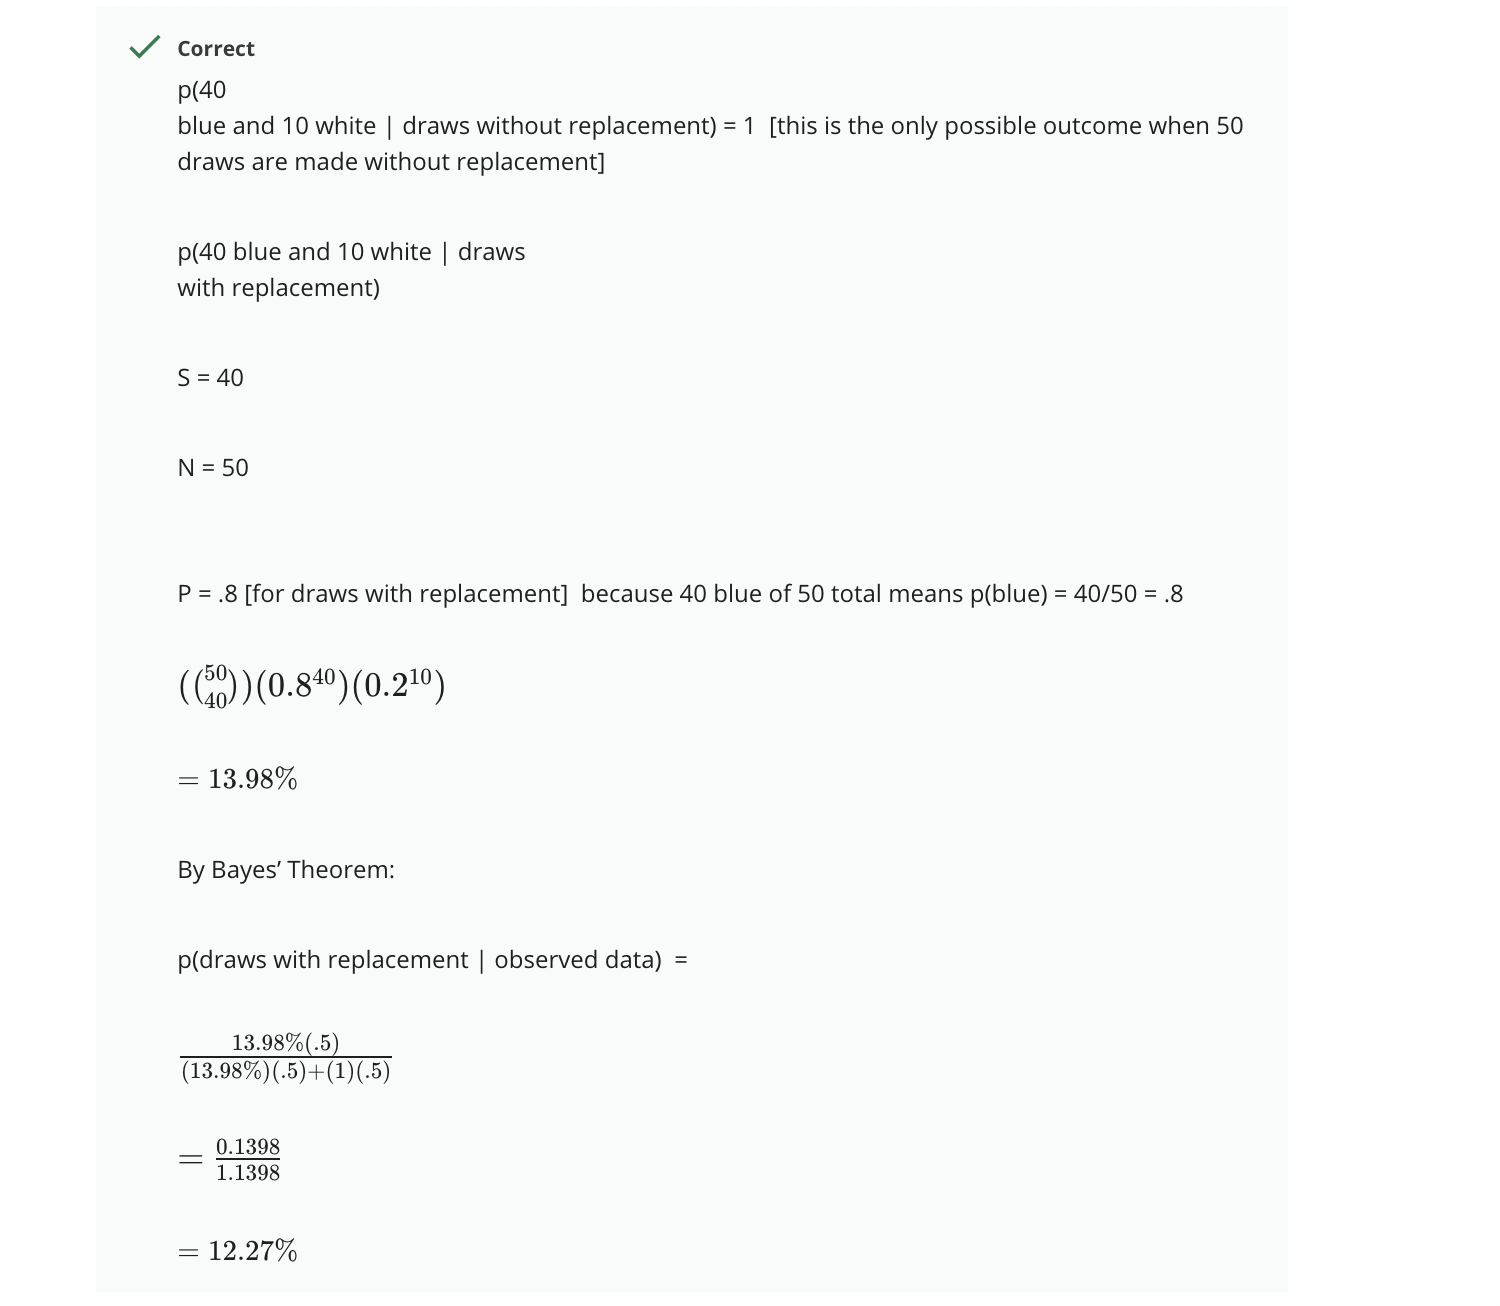 Correct
p(40
blue and 10 white | draws without replacement) = 1  [this is the only possible outcome when 50
draws are made without replacement]
p(40 blue and 10 white | draws
with replacement)
S = 40
N = 50
P = .8 [for draws with replacement]  because 40 blue of 50 total means p(blue) = 40/50 = .8
$(\binom{50}{40})(0.8^{40})(0.2^{10})$
= 13.98%
By Bayes’ Theorem:
p(draws with replacement | observed data)  =
$\frac{13.98\%(.5)}{(13.98\%)(.5)+(1)(.5)}$
$= \frac{0.1398}{1.1398}$
= 12.27%